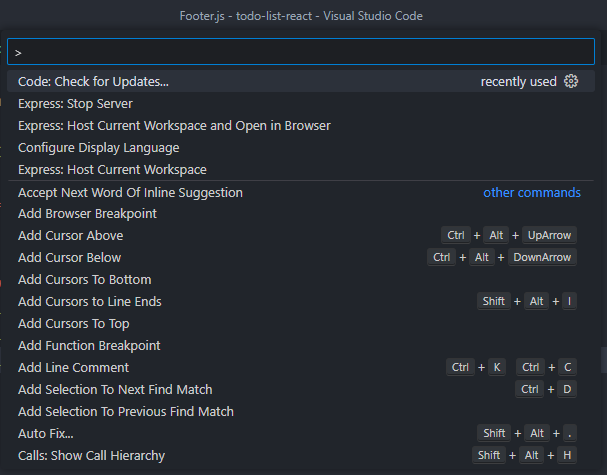 Footer.js - todo-list-react - Visual Studio Code
>
Code: Check for Updates... recently used
Express: Stop Server
Express: Host Current Workspace and Open in Browser
Configure Display Language
Express: Host Current Workspace
Accept Next Word Of Inline Suggestion other commands
Add Browser Breakpoint
Add Cursor Above Ctrl + Alt + UpArrow
Add Cursor Below Ctrl + Alt + DownArrow
Add Cursors To Bottom
Add Cursors to Line Ends Shift + Alt + I
Add Cursors To Top
Add Function Breakpoint
Add Line Comment Ctrl + K Ctrl + C
Add Selection To Next Find Match Ctrl + D
Add Selection To Previous Find Match
Auto Fix... Shift + Alt + .
Calls: Show Call Hierarchy Shift + Alt + H